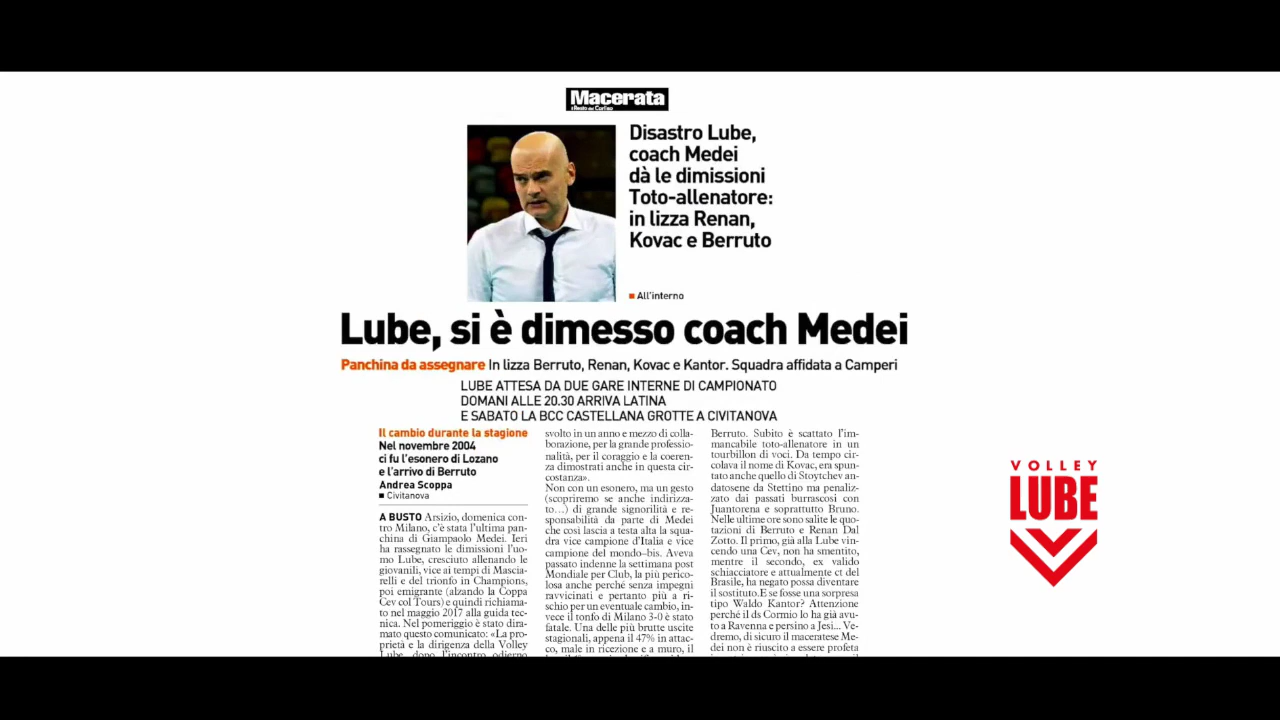 Macerata
il Resto del Carlino
Disastro Lube,
coach Medei
dà le dimissioni
Toto-allenatore:
in lizza Renan,
Kovac e Berruto
All'interno
Lube, si è dimesso coach Medei
Panchina da assegnare In lizza Berruto, Renan, Kovac e Kantor. Squadra affidata a Camperi
LUBE ATTESA DA DUE GARE INTERNE DI CAMPIONATO
DOMANI ALLE 20.30 ARRIVA LATINA
E SABATO LA BCC CASTELLANA GROTTE A CIVITANOVA
Il cambio durante la stagione
Nel novembre 2004
ci fu l'esonero di Lozano
e l'arrivo di Berruto
Andrea Scoppa
Civitanova
A BUSTO Arsizio, domenica con-
tro Milano, c'è stata l'ultima pan-
china di Giampaolo Medei. Ieri
ha rassegnato le dimissioni l'uo-
mo Lube, cresciuto allenando le
giovanili, vice ai tempi di Mascia-
relli e del trionfo in Champions,
poi emigrante (alzando la Coppa
Cev col Tours) e quindi richiama-
to nel maggio 2017 alla guida tec-
nica. Nel pomeriggio è stato dira-
mato questo comunicato: «La pro-
prietà e la dirigenza della Volley
Lube, dopo l'incontro odierno
svolto in un anno e mezzo di colla-
borazione, per la grande professio-
nalità, per il coraggio e la coeren-
za dimostrati anche in questa cir-
costanza».
Non con un esonero, ma un gesto
(scopriremo se anche indirizza-
to…) di grande signorilità e re-
sponsabilità da parte di Medei
che così lascia a testa alta la squa-
dra vice campione d'Italia e vice
campione del mondo-bis. Aveva
passato indenne la settimana post
Mondiale per Club, la più perico-
losa anche perché senza impegni
ravvicinati e pertanto più a ri-
schio per un eventuale cambio, in-
vece il tonfo di Milano 3-0 è stato
fatale. Una delle più brutte uscite
stagionali, appena il 47% in attac-
co, male in ricezione e a muro, il
Berruto. Subito è scattato l'im-
mancabile toto-allenatore in un
tourbillon di voci. Da tempo cir-
colava il nome di Kovac, era spun-
tato anche quello di Stoytchev an-
datosene da Stettino ma penaliz-
zato dai passati burrascosi con
Juantorena e soprattutto Bruno.
Nelle ultime ore sono salite le quo-
tazioni di Berruto e Renan Dal
Zotto. Il primo, già alla Lube vin-
cendo una Cev, non ha smentito,
mentre il secondo, ex valido
schiacciatore e attualmente ct del
Brasile, ha negato possa diventare
il sostituto.E se fosse una sorpresa
tipo Waldo Kantor? Attenzione
perché il ds Cormio lo ha già avu-
to a Ravenna e persino a Jesi... Ve-
dremo, di sicuro il maceratese Me-
dei non è riuscito a essere profeta
VOLLEY
LUBE